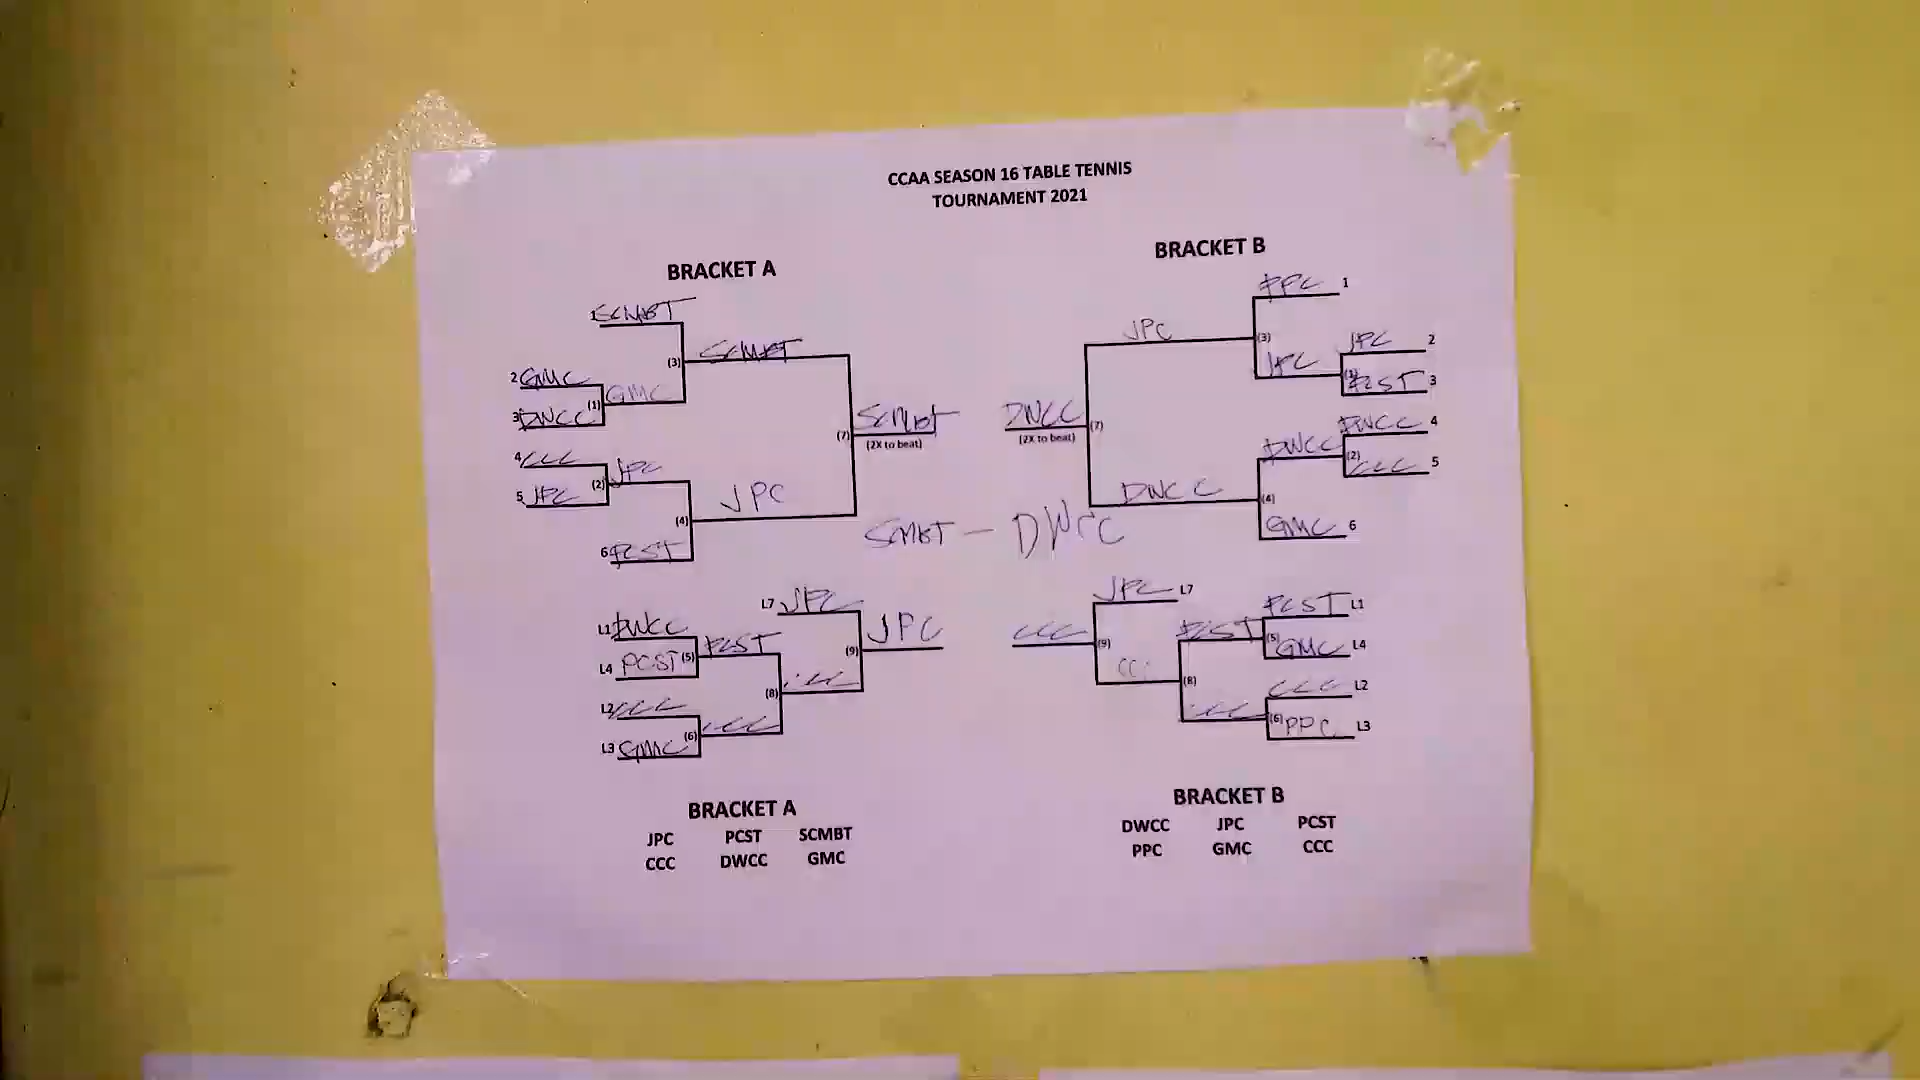 CCAA SEASON 16 TABLE TENNIS
TOURNAMENT 2021
BRACKET A
1 SCMBT
SCMBT
(3)
2 GMC
(1) GMC
3 DWCC
SCMBT
(7)
(2X to beat)
4 CCC
JPC
(2)
5 JPC
JPC
(4)
6 PCST
L7 JPC
L1 DWCC
PCST
JPC
L4 PCST (5)
(9)
CCC
L2 CCC
(8)
CCC
L3 GMC (6)
BRACKET B
PPC 1
JPC
(3)
JPC 2
JPC
(1)
PCST 3
DWCC
(2X to beat)
(7)
DWCC 4
DWCC
(2)
CCC 5
DWCC
(4)
GMC 6
SCMBT — DWCC
JPC L7
PCST L1
PCST
CCC
(5)
(9)
GMC L4
CCC
(8)
CCC L2
CCC
(6)
PPC L3
BRACKET A
JPC PCST SCMBT
CCC DWCC GMC
BRACKET B
DWCC JPC PCST
PPC GMC CCC